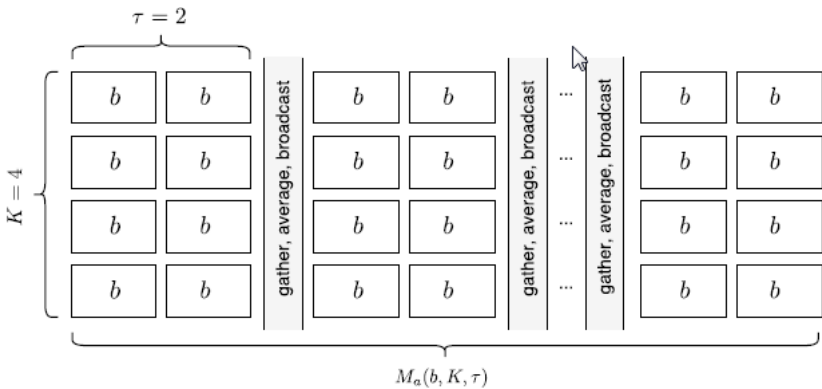 τ = 2
K = 4
b b gather, average, broadcast b b gather, average, broadcast ... gather, average, broadcast b b
b b b b ... b b
b b b b ... b b
b b b b ... b b
M_a(b, K, τ)